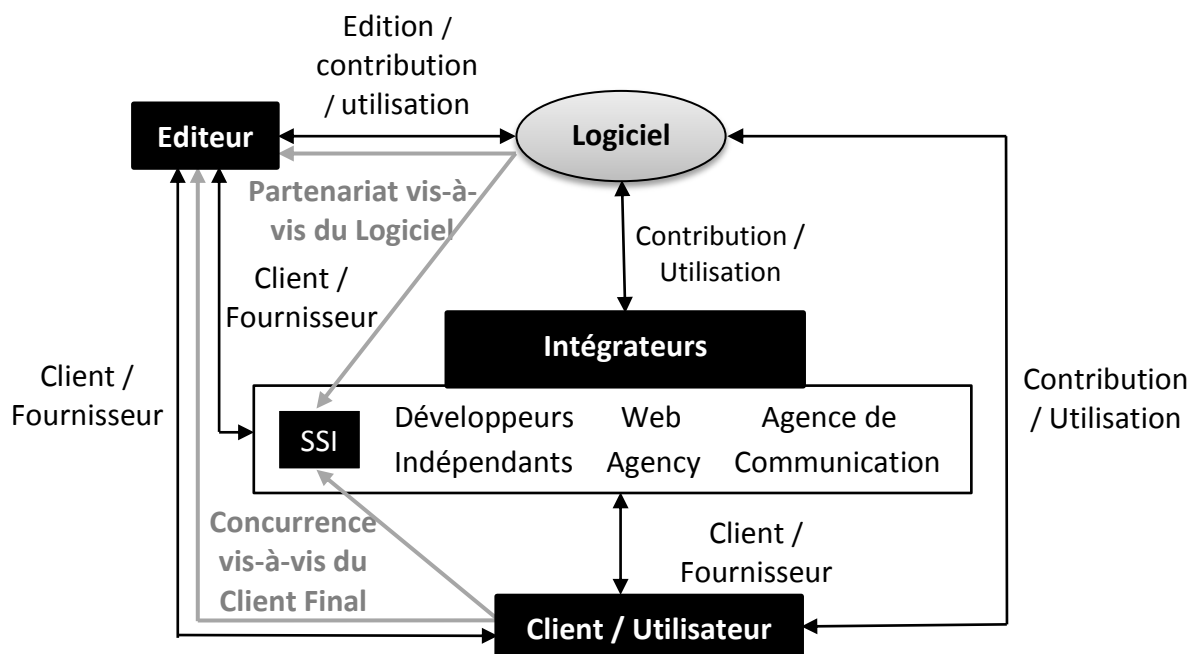 Edition /
contribution
/ utilisation
Editeur
Logiciel
Partenariat vis-à-
vis du Logiciel
Contribution /
Utilisation
Client /
Fournisseur
Intégrateurs
Client /
Fournisseur
Contribution
/ Utilisation
SSI
Développeurs
Indépendants
Web
Agency
Agence de
Communication
Concurrence
vis-à-vis du
Client Final
Client /
Fournisseur
Client / Utilisateur